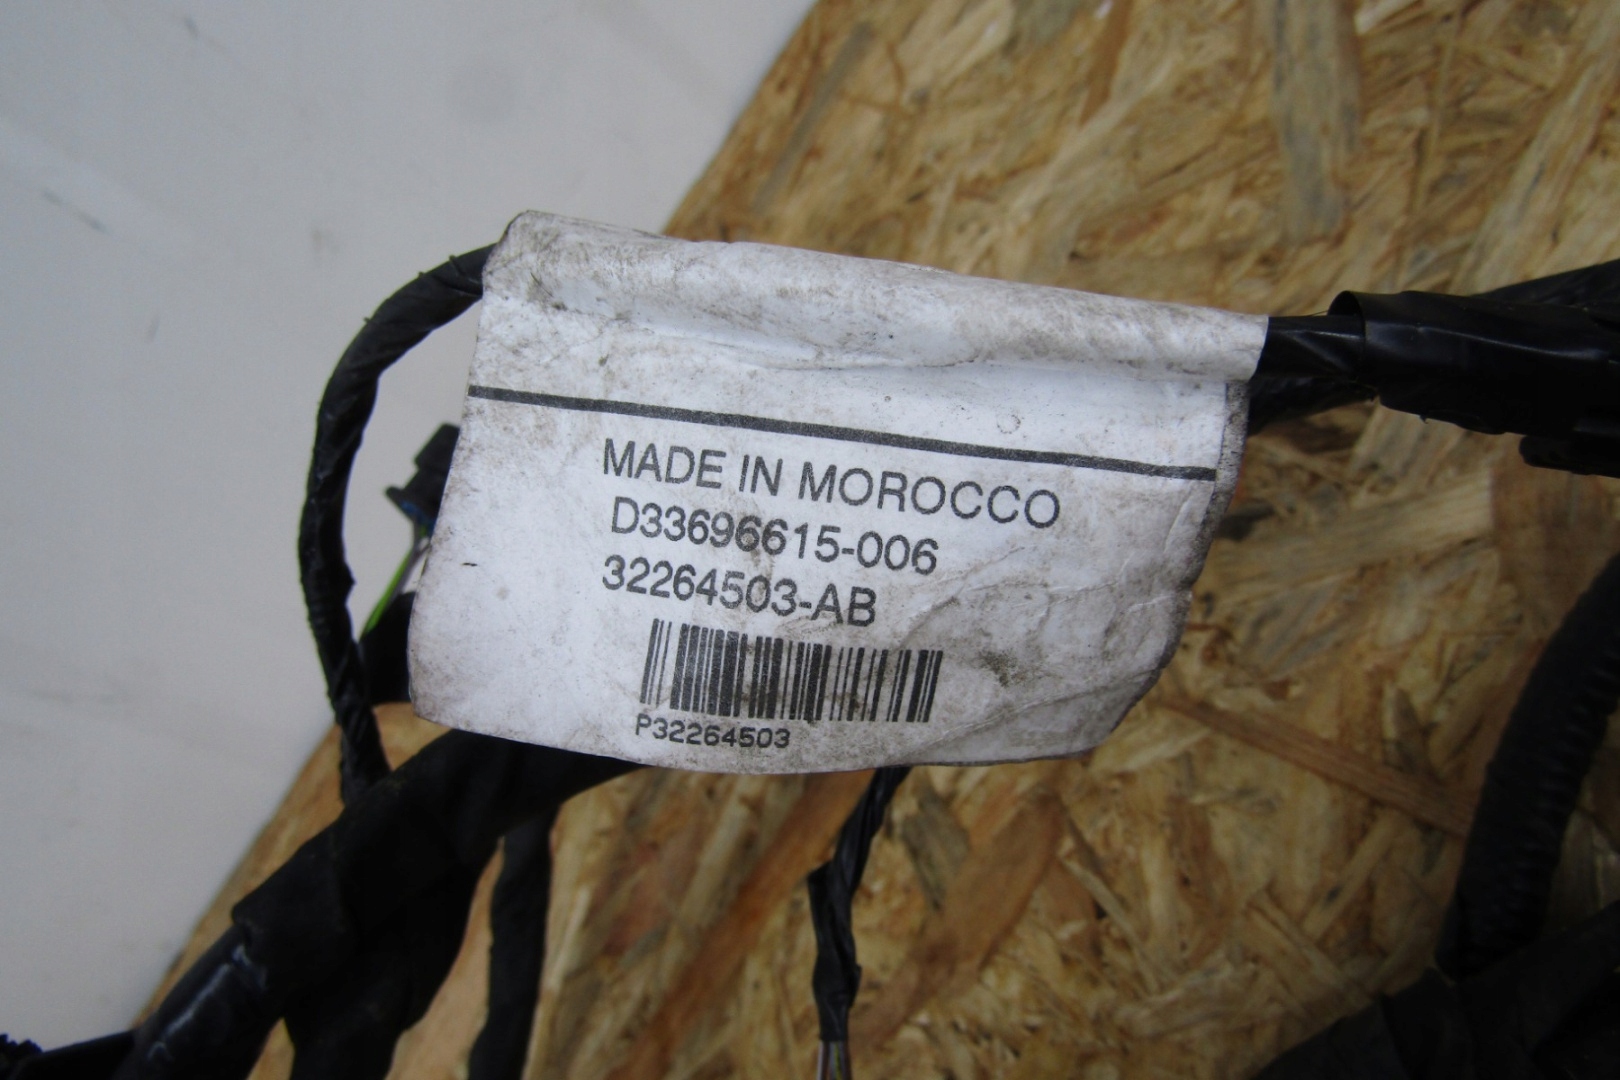 MADE IN MOROCCO
D33696615-006
32264503-AB
P32264503